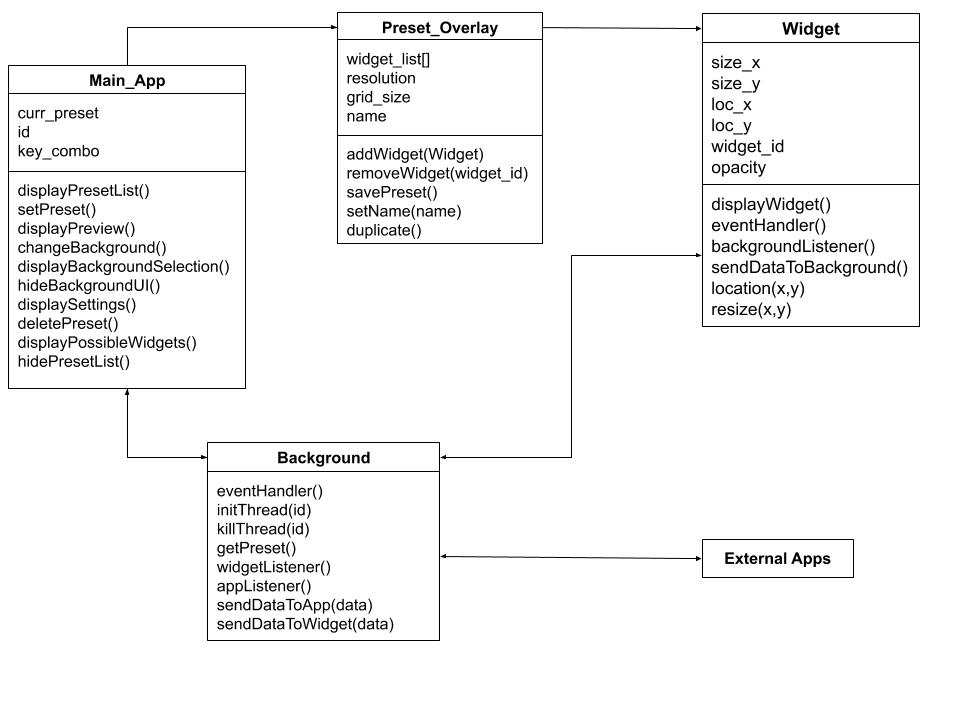 Main_App
curr_preset
id
key_combo
displayPresetList()
setPreset()
displayPreview()
changeBackground()
displayBackgroundSelection()
hideBackgroundUI()
displaySettings()
deletePreset()
displayPossibleWidgets()
hidePresetList()
Preset_Overlay
widget_list[]
resolution
grid_size
name
addWidget(Widget)
removeWidget(widget_id)
savePreset()
setName(name)
duplicate()
Widget
size_x
size_y
loc_x
loc_y
widget_id
opacity
displayWidget()
eventHandler()
backgroundListener()
sendDataToBackground()
location(x,y)
resize(x,y)
Background
eventHandler()
initThread(id)
killThread(id)
getPreset()
widgetListener()
appListener()
sendDataToApp(data)
sendDataToWidget(data)
External Apps